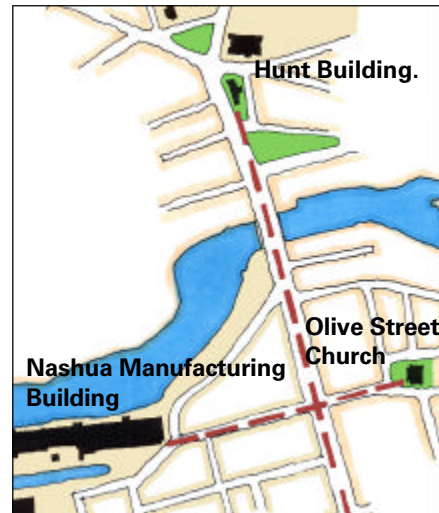 Hunt Building.
Olive Street
Church
Nashua Manufacturing
Building